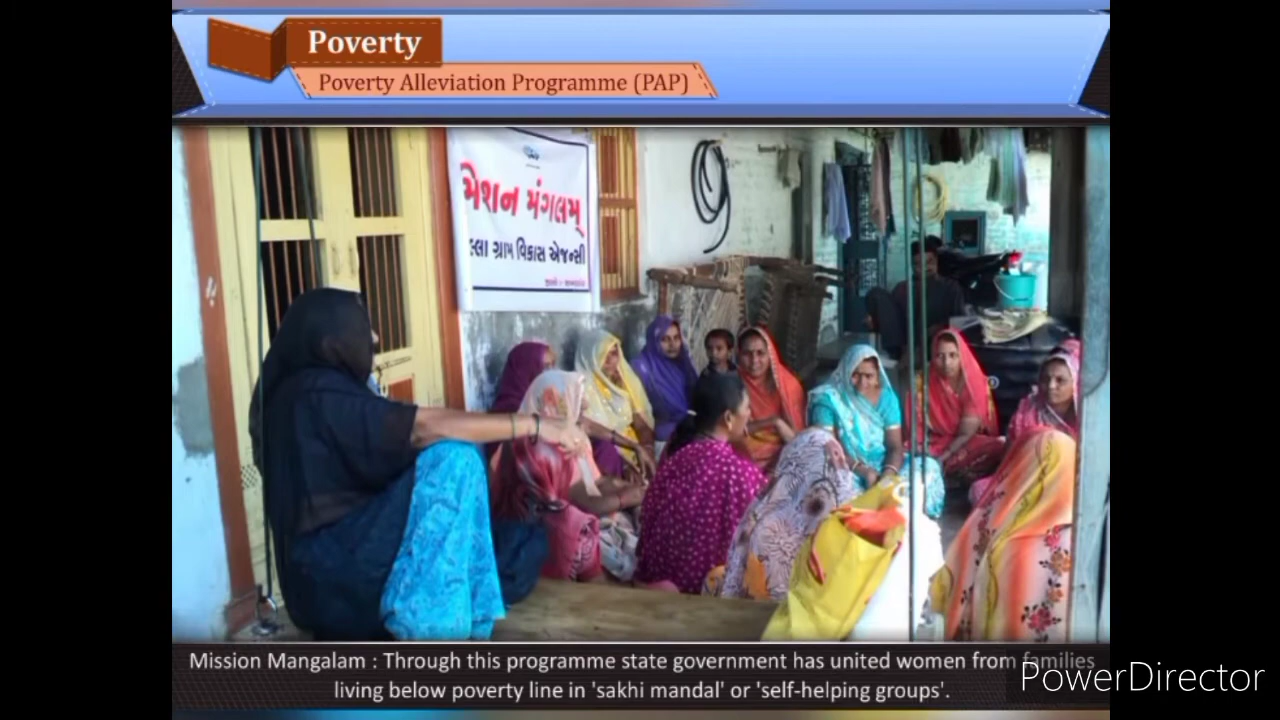 Poverty
Poverty Alleviation Programme (PAP)
મિશન મંગલમ્
લ્લા ગ્રામ વિકાસ એજન્સી
Mission Mangalam : Through this programme state government has united women from families
living below poverty line in 'sakhi mandal' or 'self-helping groups'.
PowerDirector